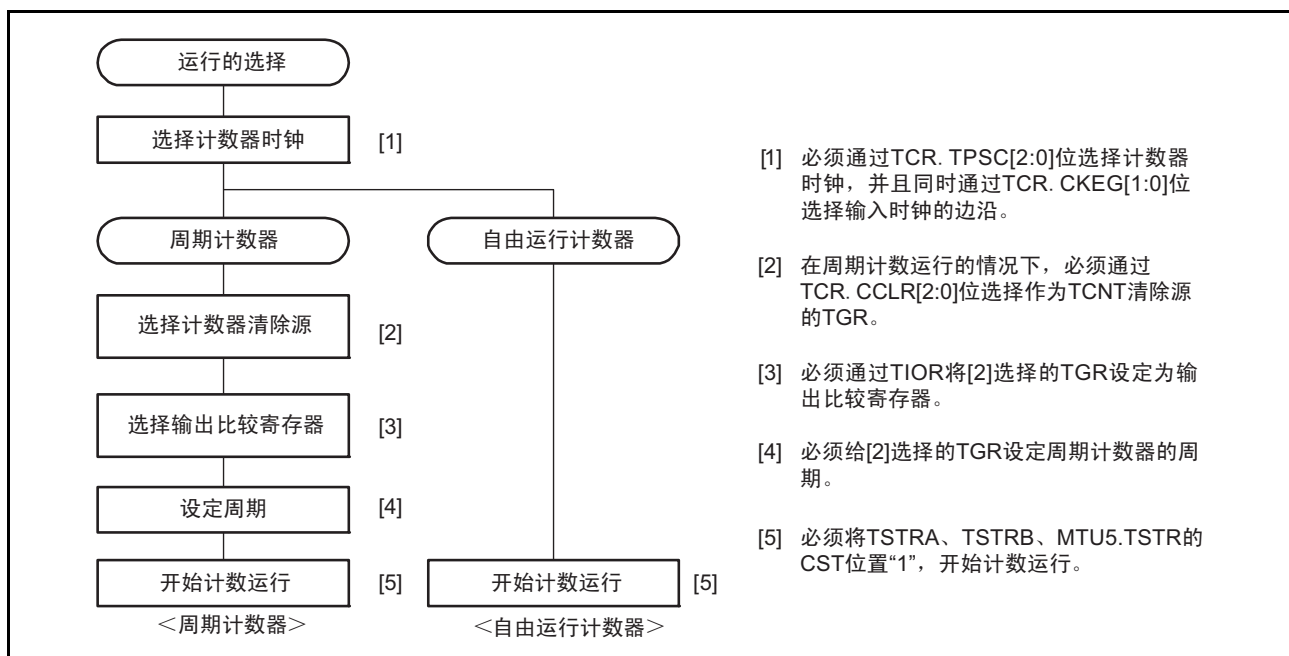 运行的选择
选择计数器时钟 [1]
周期计数器
自由运行计数器
选择计数器清除源 [2]
选择输出比较寄存器 [3]
设定周期 [4]
开始计数运行 [5]
开始计数运行 [5]
＜周期计数器＞
＜自由运行计数器＞
[1] 必须通过TCR. TPSC[2:0]位选择计数器
时钟，并且同时通过TCR. CKEG[1:0]位
选择输入时钟的边沿。
[2] 在周期计数运行的情况下，必须通过
TCR. CCLR[2:0]位选择作为TCNT清除源
的TGR。
[3] 必须通过TIOR将[2]选择的TGR设定为输
出比较寄存器。
[4] 必须给[2]选择的TGR设定周期计数器的周
期。
[5] 必须将TSTRA、TSTRB、MTU5.TSTR的
CST位置“1”，开始计数运行。